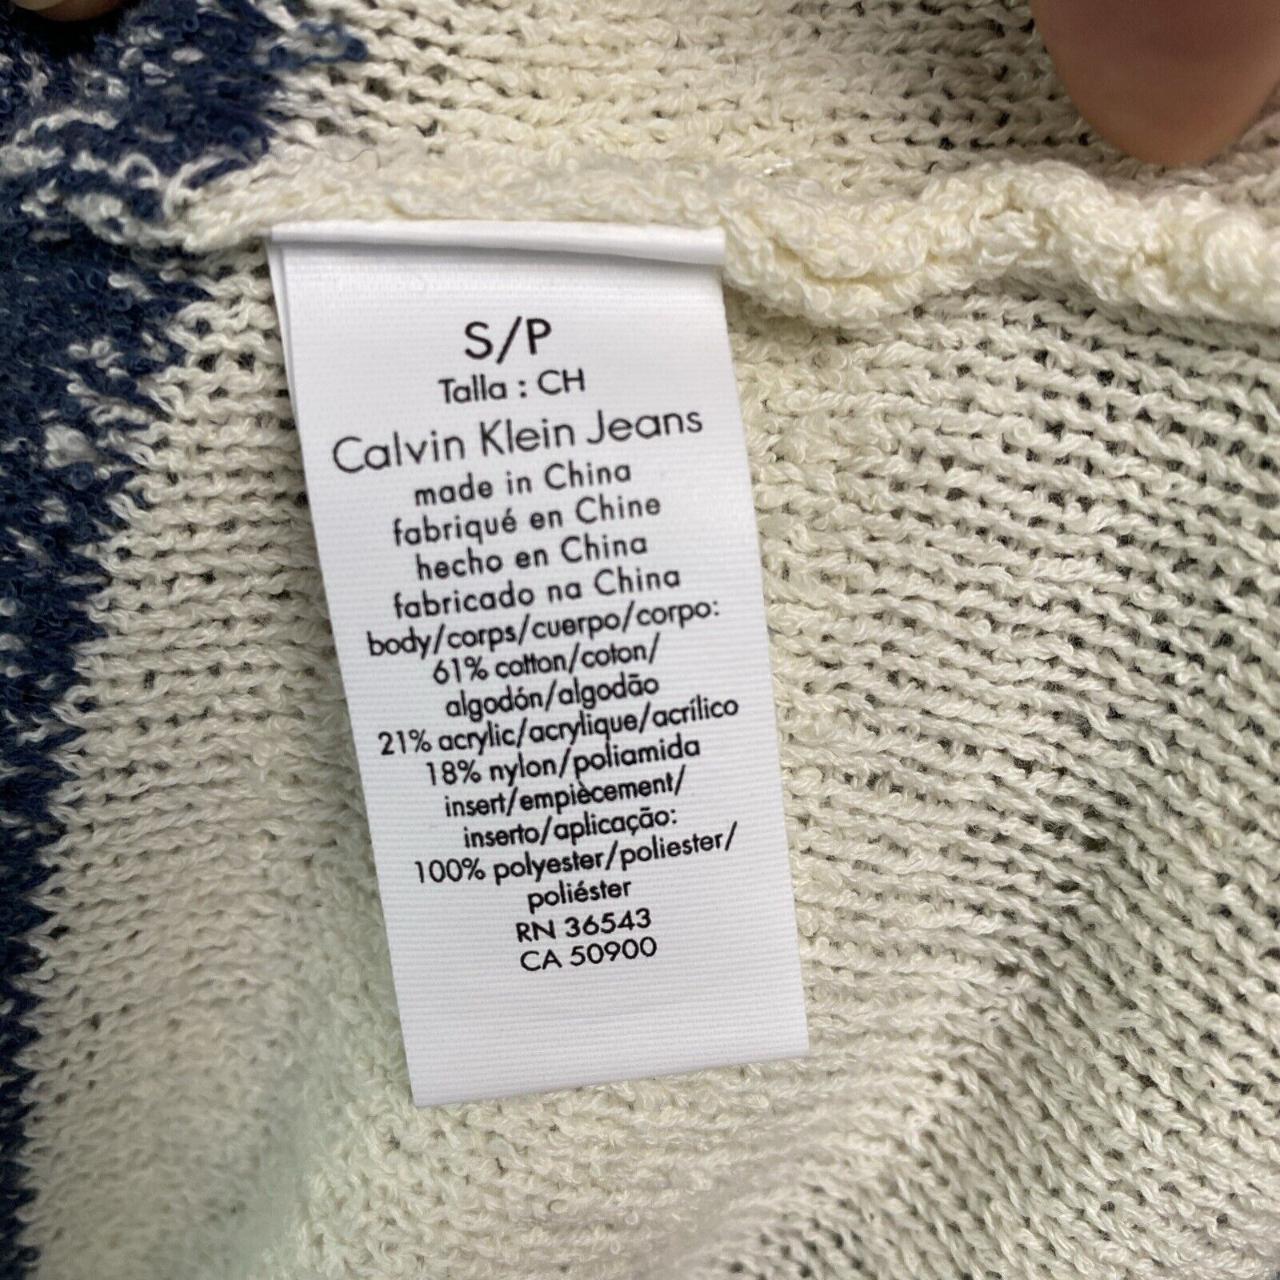 S/P
Talla : CH
Calvin Klein Jeans
made in China
fabriqué en Chine
hecho en China
fabricado na China
body/corps/cuerpo/corpo:
61% cotton/coton/
algodón/algodão
21% acrylic/acrylique/acrílico
18% nylon/poliamida
insert/empiècement/
inserto/aplicação:
100% polyester/poliester/
poliéster
RN 36543
CA 50900